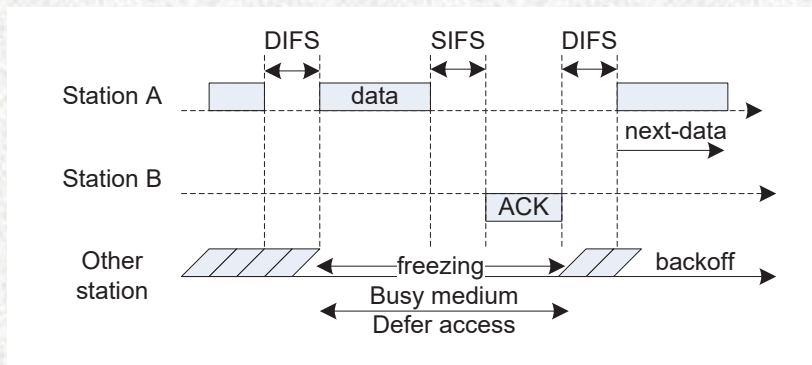 DIFS SIFS DIFS
Station A
data
next-data
Station B
ACK
Other
station
freezing
backoff
Busy medium
Defer access